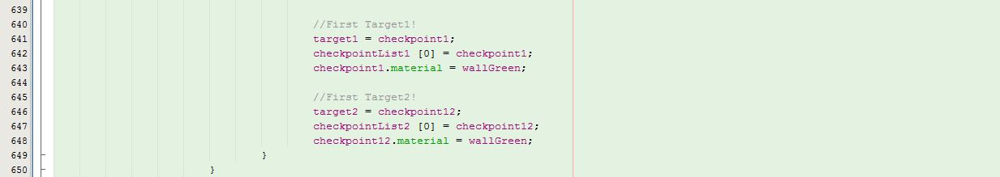 639
640 //First Target1!
641 target1 = checkpoint1;
642 checkpointList1 [0] = checkpoint1;
643 checkpoint1.material = wallGreen;
644
645 //First Target2!
646 target2 = checkpoint12;
647 checkpointList2 [0] = checkpoint12;
648 checkpoint12.material = wallGreen;
649 }
650 }